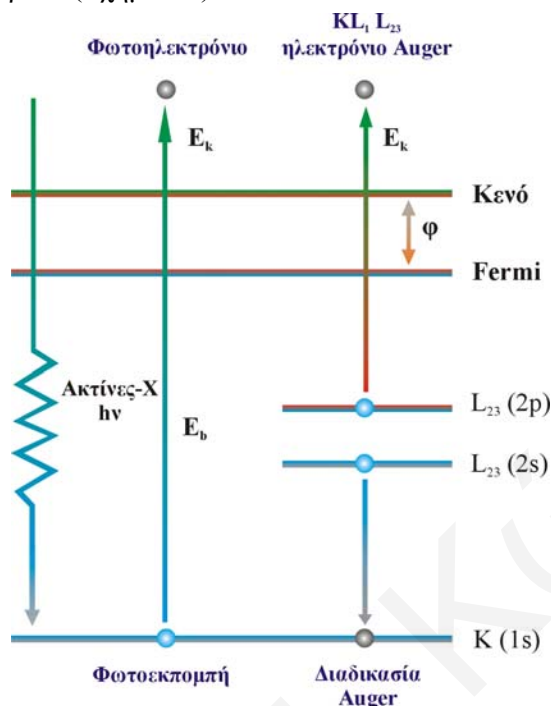 Φωτοηλεκτρόνιο
KL₁ L₂₃
ηλεκτρόνιο Auger
Eₖ
Eₖ
Κενό
φ
Fermi
Ακτίνες-Χ
hν
E_b
L₂₃ (2p)
L₂₃ (2s)
K (1s)
Φωτοεκπομπή
Διαδικασία
Auger